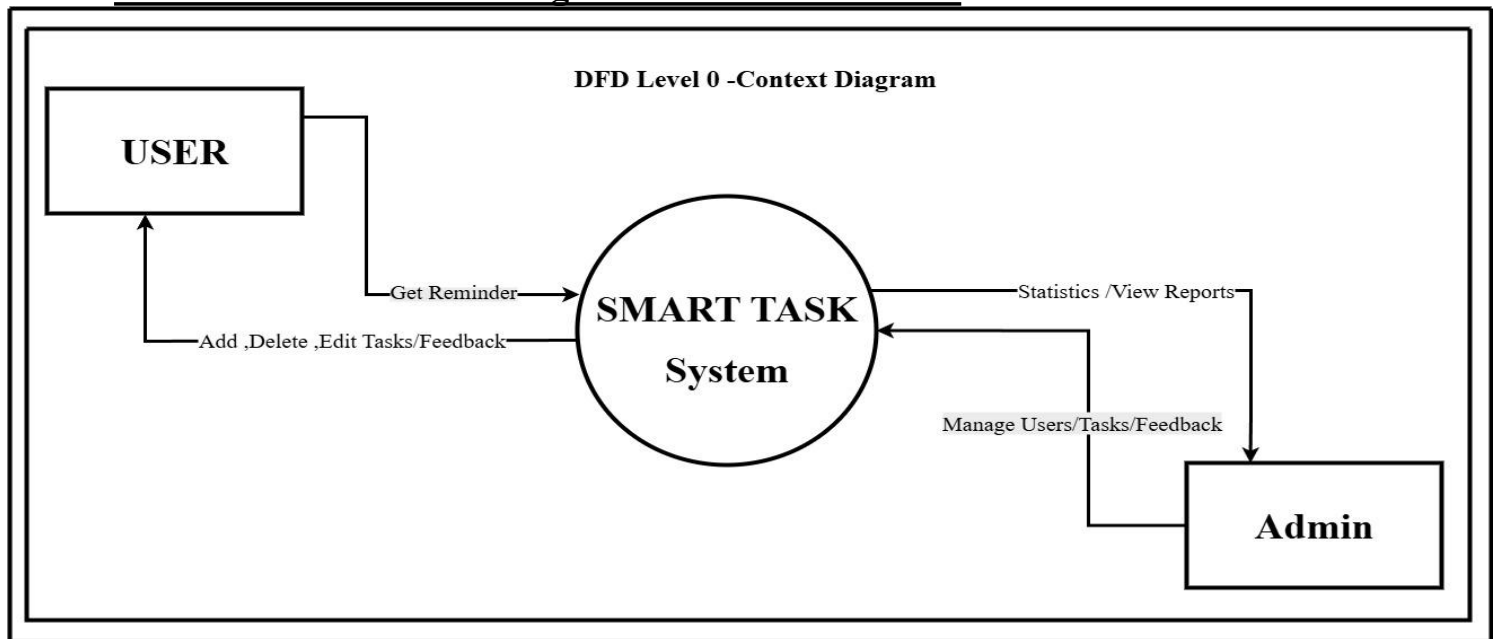 DFD Level 0 -Context Diagram
USER
Get Reminder
Add ,Delete ,Edit Tasks/Feedback
SMART TASK
System
Statistics /View Reports
Manage Users/Tasks/Feedback
Admin